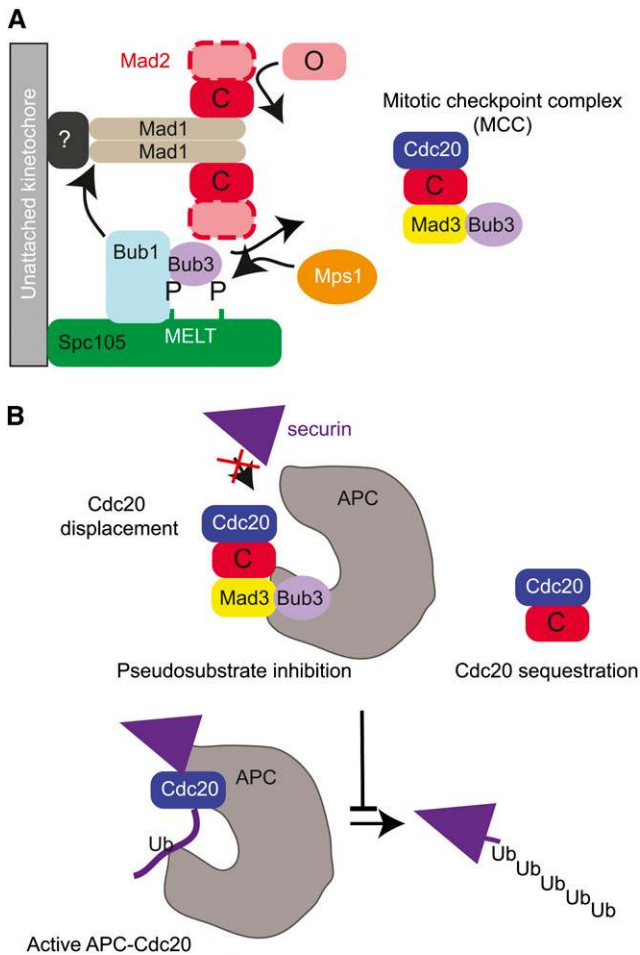 A
Mad2
O
C
Mitotic checkpoint complex
(MCC)
Unattached kinetochore
?
Mad1
Mad1
Cdc20
C
C
Mad3
Bub3
Bub1
Bub3
Mps1
P
P
MELT
Spc105
B
securin
APC
Cdc20
displacement
Cdc20
C
Mad3
Bub3
Cdc20
C
Pseudosubstrate inhibition
Cdc20 sequestration
APC
Cdc20
Ub
Ub
Ub
Ub
Ub
Ub
Active APC-Cdc20